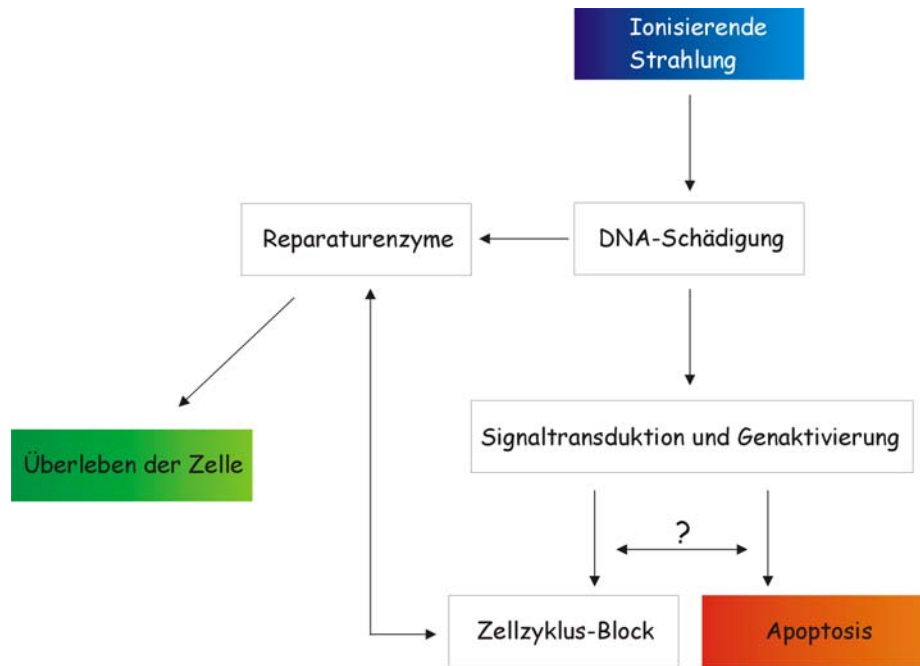 Ionisierende
Strahlung
Reparaturenzyme
DNA-Schädigung
Signaltransduktion und Genaktivierung
Überleben der Zelle
?
Zellzyklus-Block
Apoptosis